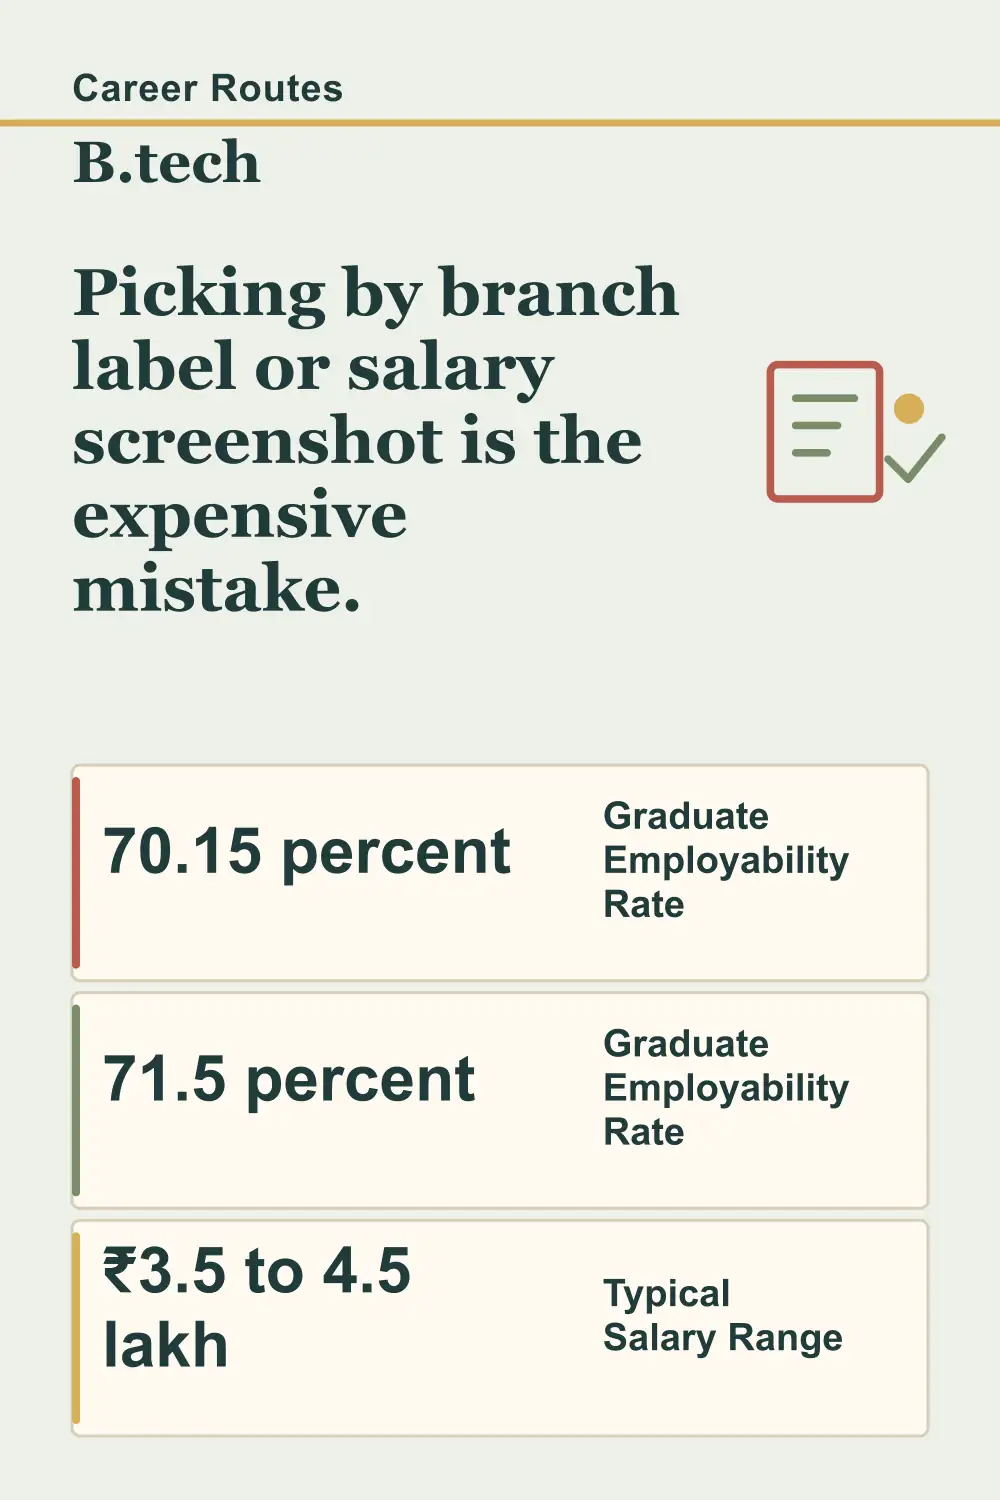 Career Routes
B.tech
Picking by branch
label or salary
screenshot is the
expensive
mistake.
70.15 percent
Graduate
Employability
Rate
71.5 percent
Graduate
Employability
Rate
₹3.5 to 4.5
lakh
Typical
Salary Range